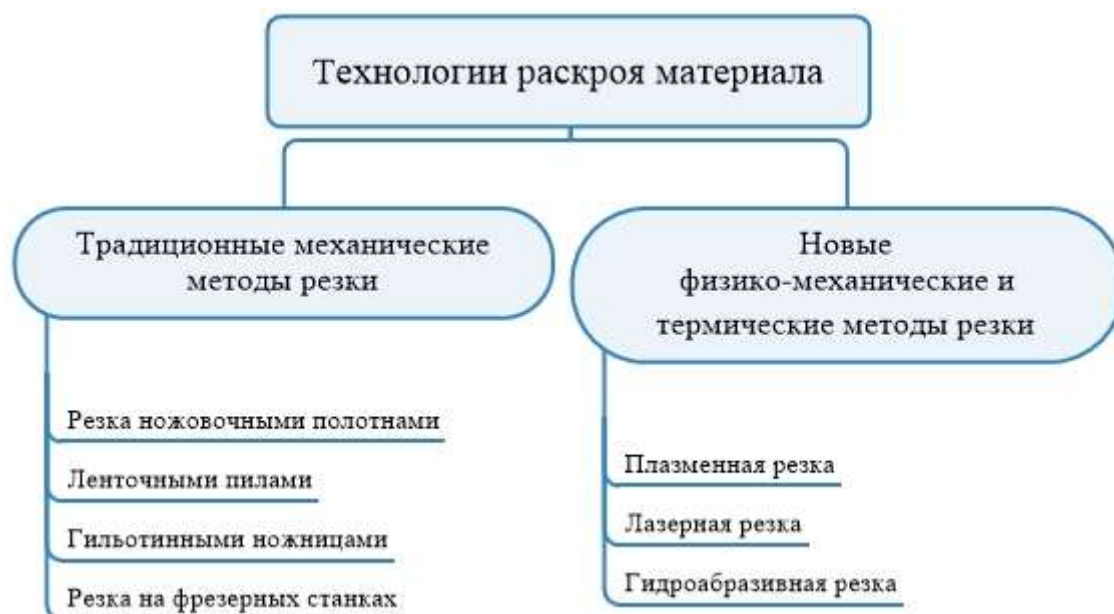 Технологии раскроя материала
Традиционные механические
методы резки
Резка ножовочными полотнами
Ленточными пилами
Гильотинными ножницами
Резка на фрезерных станках
Новые
физико-механические и
термические методы резки
Плазменная резка
Лазерная резка
Гидроабразивная резка